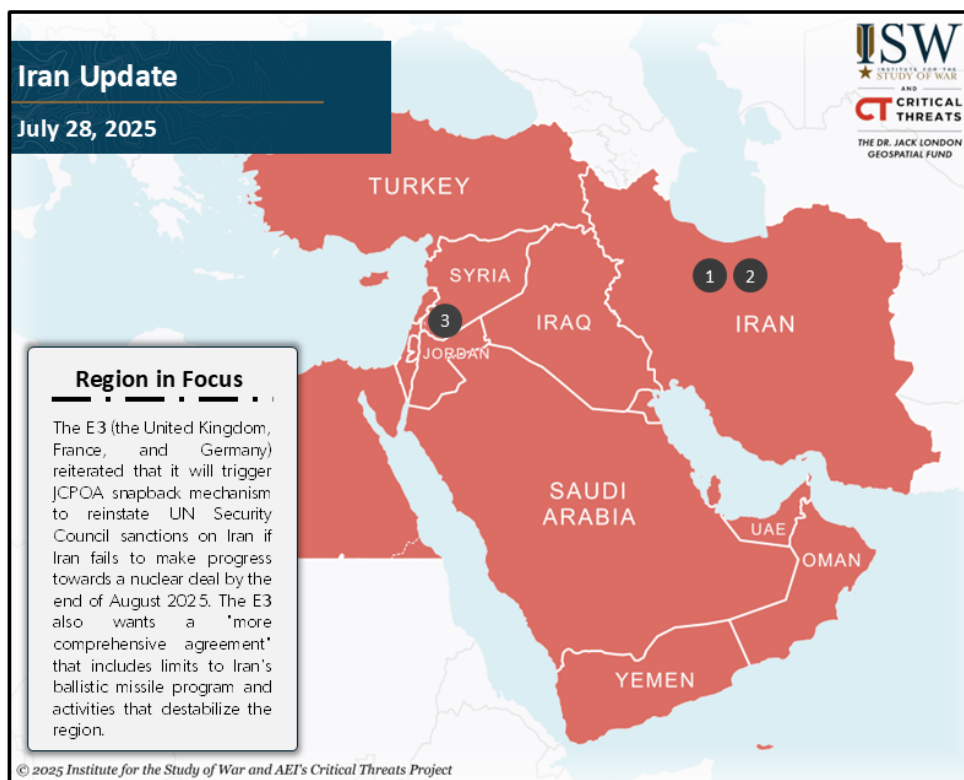 Iran Update
July 28, 2025
ISW
INSTITUTE FOR THE
STUDY OF WAR
AND
CT CRITICAL
THREATS
THE DR. JACK LONDON
GEOSPATIAL FUND
TURKEY
SYRIA
1
2
3
IRAQ
IRAN
JORDAN
Region in Focus
The E3 (the United Kingdom,
France, and Germany)
reiterated that it will trigger
JCPOA snapback mechanism
to reinstate UN Security
Council sanctions on Iran if
Iran fails to make progress
towards a nuclear deal by the
end of August 2025. The E3
also wants a "more
comprehensive agreement"
that includes limits to Iran's
ballistic missile program and
activities that destabilize the
region.
SAUDI
ARABIA
UAE
OMAN
YEMEN
© 2025 Institute for the Study of War and AEI's Critical Threats Project